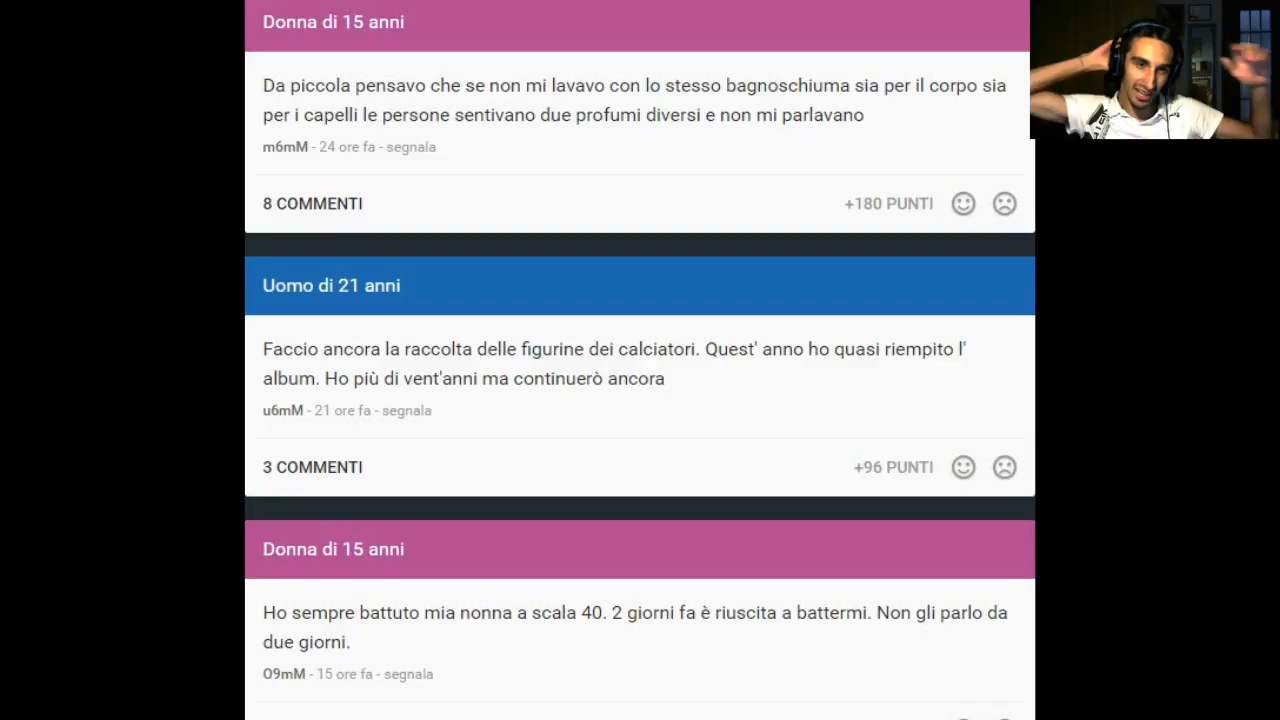 Donna di 15 anni
Da piccola pensavo che se non mi lavavo con lo stesso bagnoschiuma sia per il corpo sia
per i capelli le persone sentivano due profumi diversi e non mi parlavano
m6mM - 24 ore fa - segnala
8 COMMENTI
+180 PUNTI
Uomo di 21 anni
Faccio ancora la raccolta delle figurine dei calciatori. Quest' anno ho quasi riempito l'
album. Ho più di vent'anni ma continuerò ancora
u6mM - 21 ore fa - segnala
3 COMMENTI
+96 PUNTI
Donna di 15 anni
Ho sempre battuto mia nonna a scala 40. 2 giorni fa è riuscita a battermi. Non gli parlo da
due giorni.
O9mM - 15 ore fa - segnala